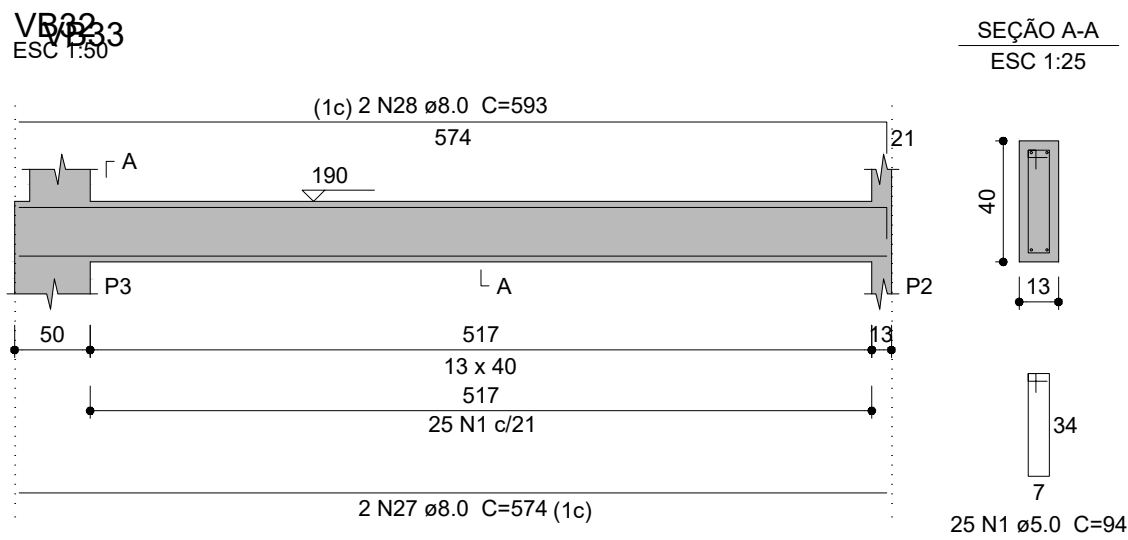 VB32
VB33
ESC 1:50
SEÇÃO A-A
ESC 1:25
(1c) 2 N28 ø8.0 C=593
574
21
A
190
40
A
P3
P2
13
50
517
13
13 x 40
517
25 N1 c/21
34
7
2 N27 ø8.0 C=574 (1c)
25 N1 ø5.0 C=94